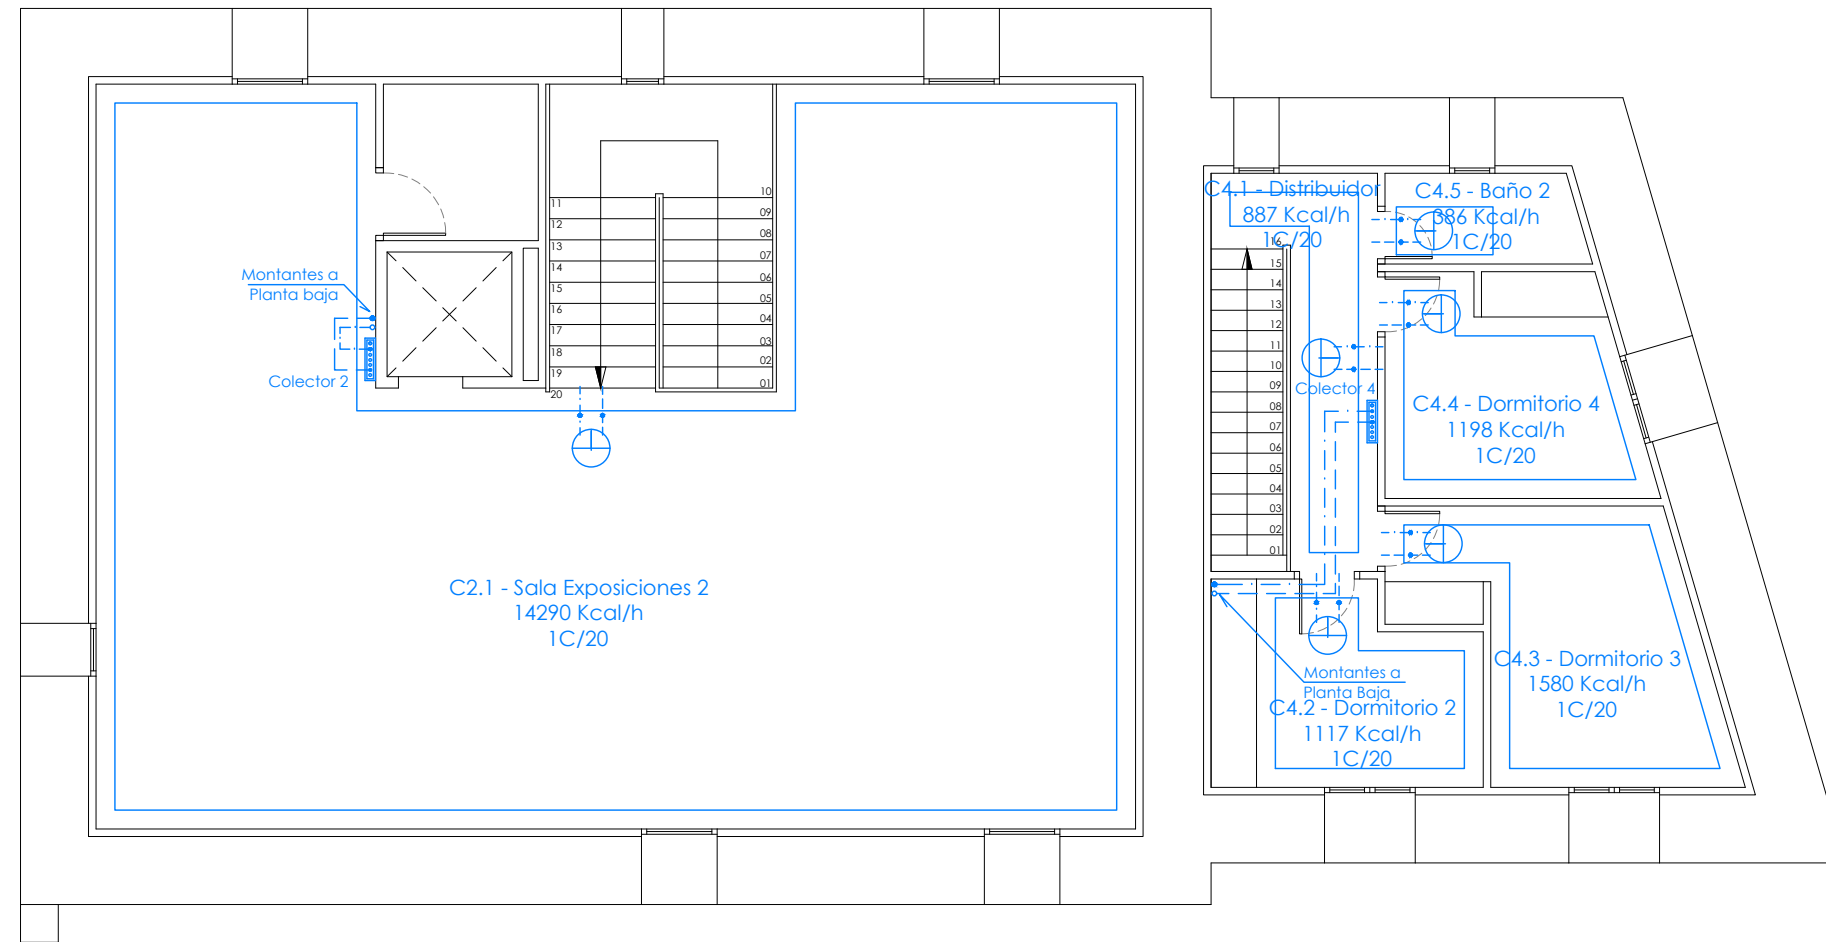 Montantes a
Planta baja
Colector 2
11
12
13
14
15
16
17
18
19
20
10
09
08
07
06
05
04
03
02
01
C2.1 - Sala Exposiciones 2
14290 Kcal/h
1C/20
C4.1 - Distribuidor
887 Kcal/h
1C/20
C4.5 - Baño 2
386 Kcal/h
1C/20
16
15
14
13
12
11
10
09
08
07
06
05
04
03
02
01
Colector 4
C4.4 - Dormitorio 4
1198 Kcal/h
1C/20
Montantes a
Planta Baja
C4.2 - Dormitorio 2
1117 Kcal/h
1C/20
C4.3 - Dormitorio 3
1580 Kcal/h
1C/20